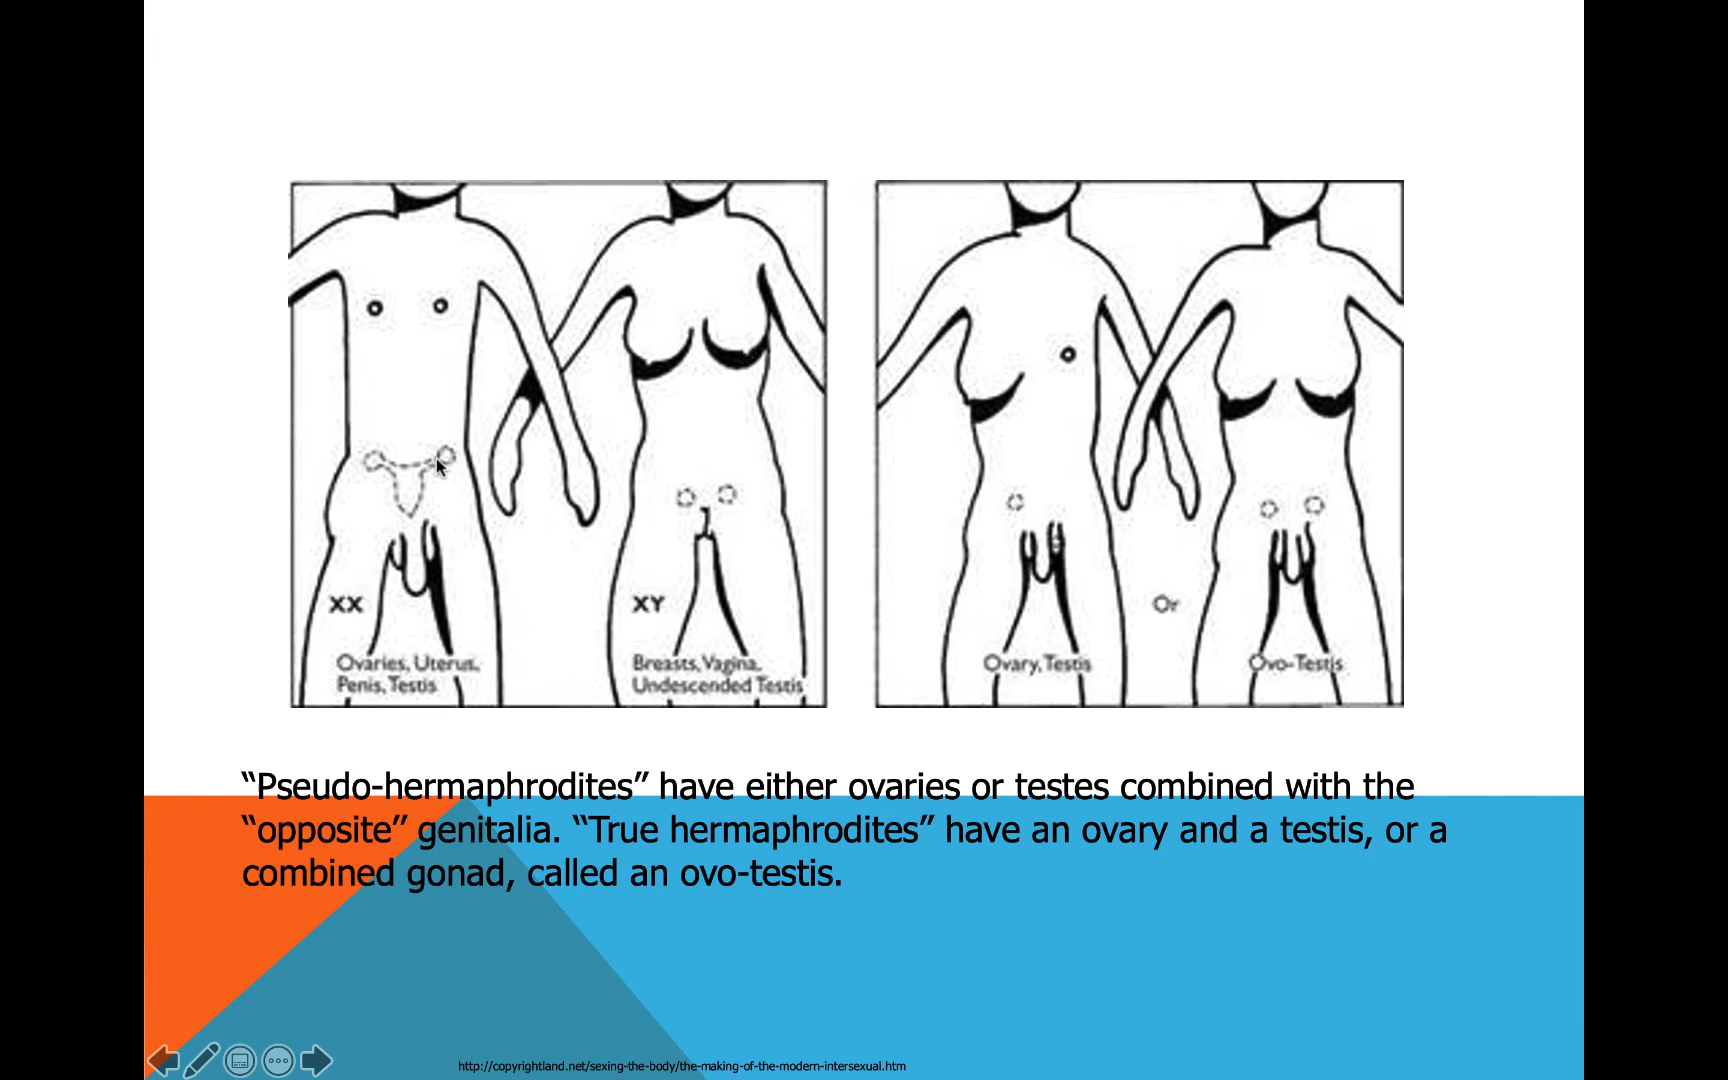 XX
Ovaries, Uterus,
Penis, Testis
XY
Breasts, Vagina,
Undescended Testis
Ovary, Testis
Or
Ovo-Testis
“Pseudo-hermaphrodites” have either ovaries or testes combined with the
“opposite” genitalia. “True hermaphrodites” have an ovary and a testis, or a
combined gonad, called an ovo-testis.
http://copyrightland.net/sexing-the-body/the-making-of-the-modern-intersexual.htm